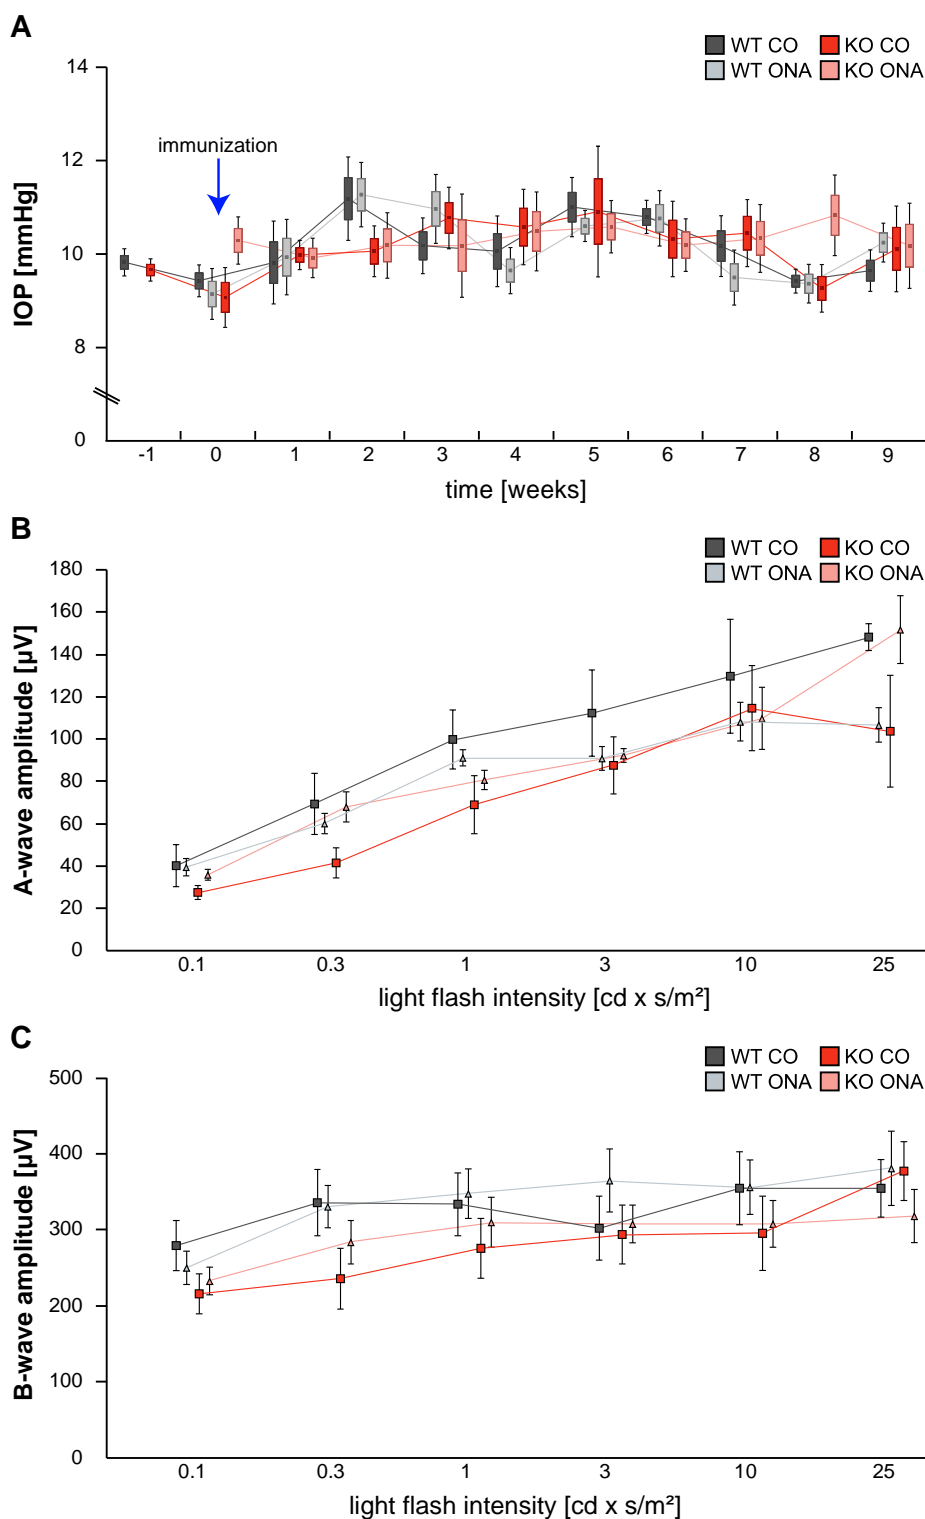 A
WT CO KO CO
WT ONA KO ONA
14
immunization
12
10
8
0
IOP [mmHg]
-1 0 1 2 3 4 5 6 7 8 9
time [weeks]
B
WT CO KO CO
WT ONA KO ONA
180
160
140
120
100
80
60
40
20
0
A-wave amplitude [µV]
0.1 0.3 1 3 10 25
light flash intensity [cd x s/m²]
C
WT CO KO CO
WT ONA KO ONA
500
400
300
200
100
0
B-wave amplitude [µV]
0.1 0.3 1 3 10 25
light flash intensity [cd x s/m²]